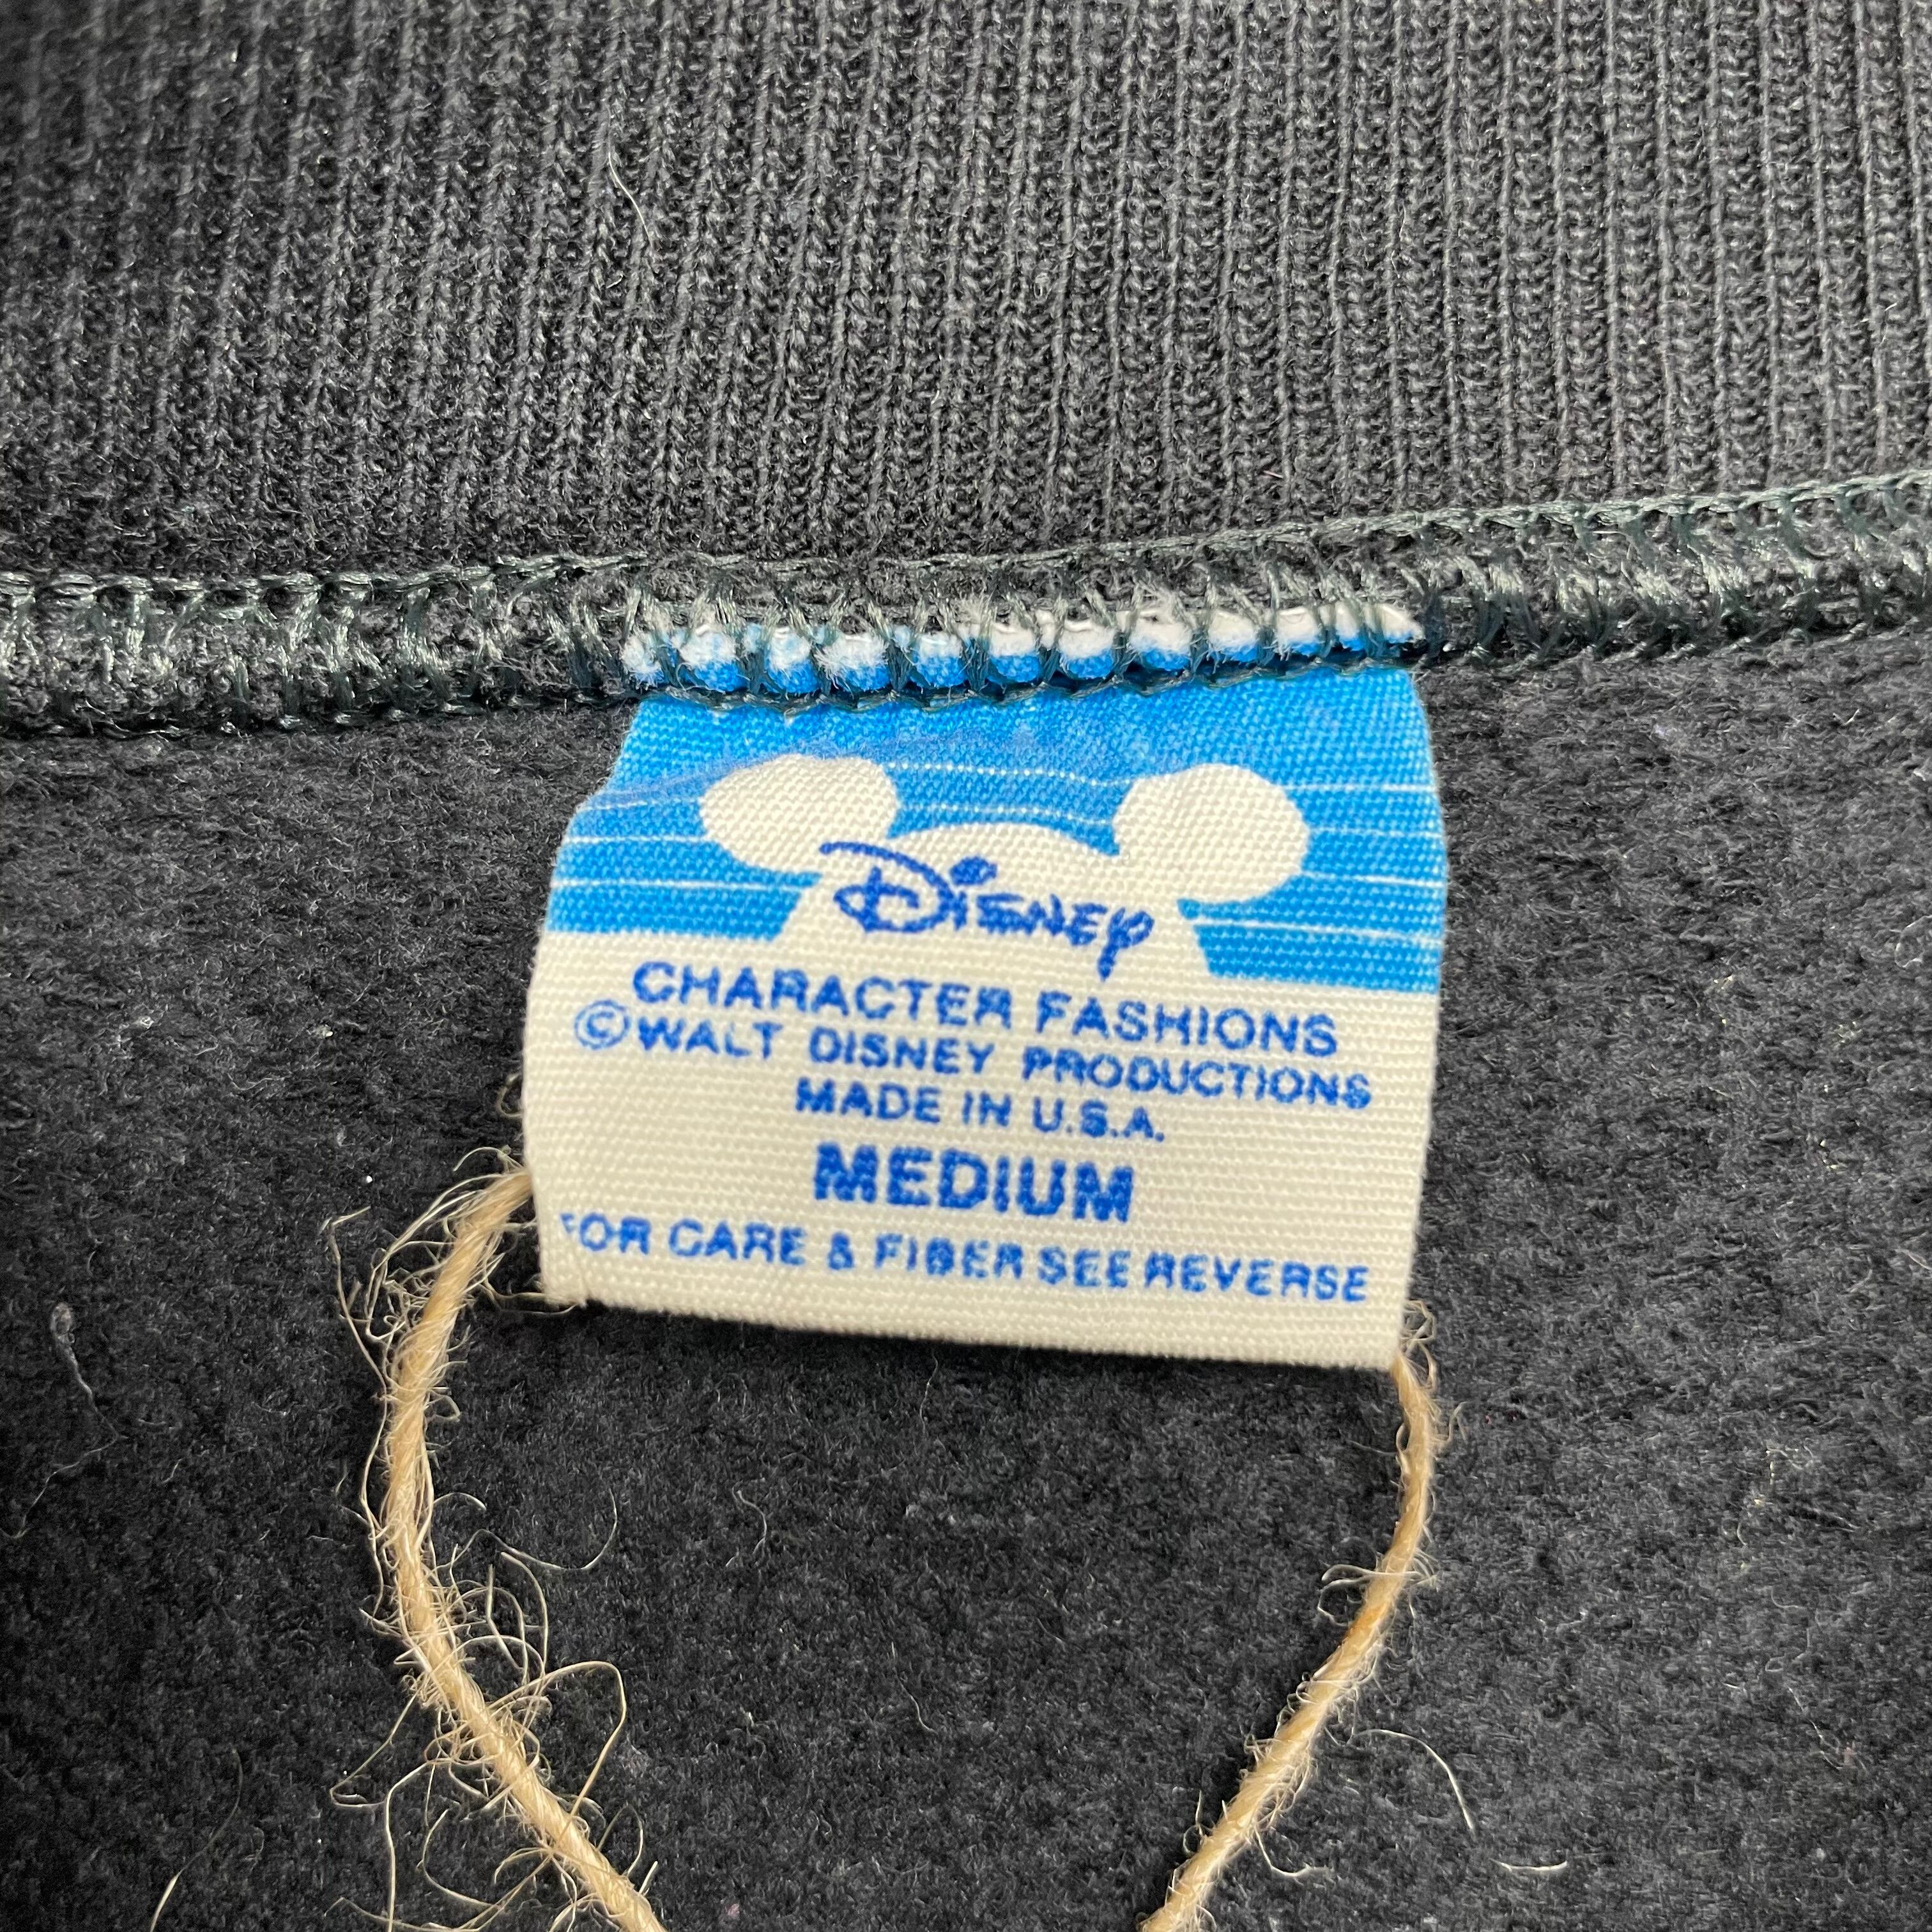 Disney
CHARACTER FASHIONS
©WALT DISNEY PRODUCTIONS
MADE IN U.S.A.
MEDIUM
FOR CARE & FIBER SEE REVERSE